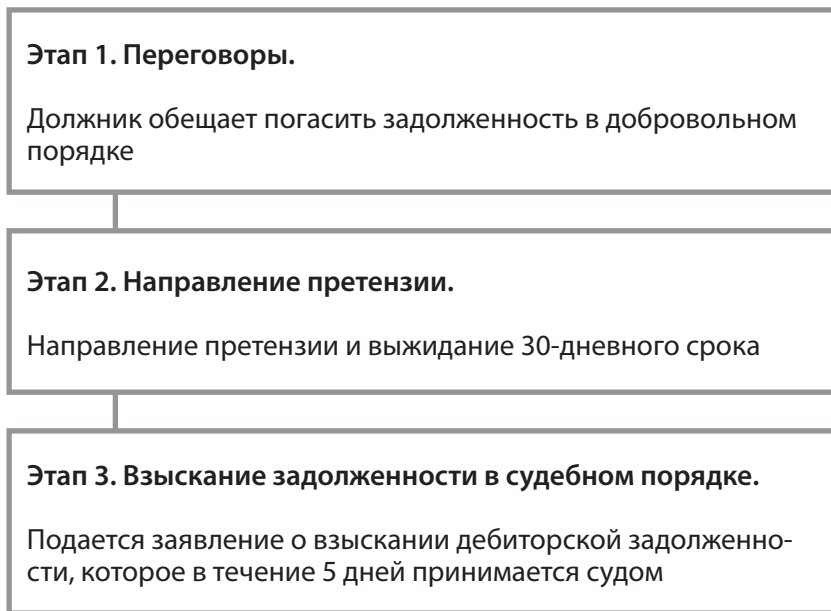 Этап 1. Переговоры.
Должник обещает погасить задолженность в добровольном
порядке
Этап 2. Направление претензии.
Направление претензии и выжидание 30-дневного срока
Этап 3. Взыскание задолженности в судебном порядке.
Подается заявление о взыскании дебиторской задолженно-
сти, которое в течение 5 дней принимается судом